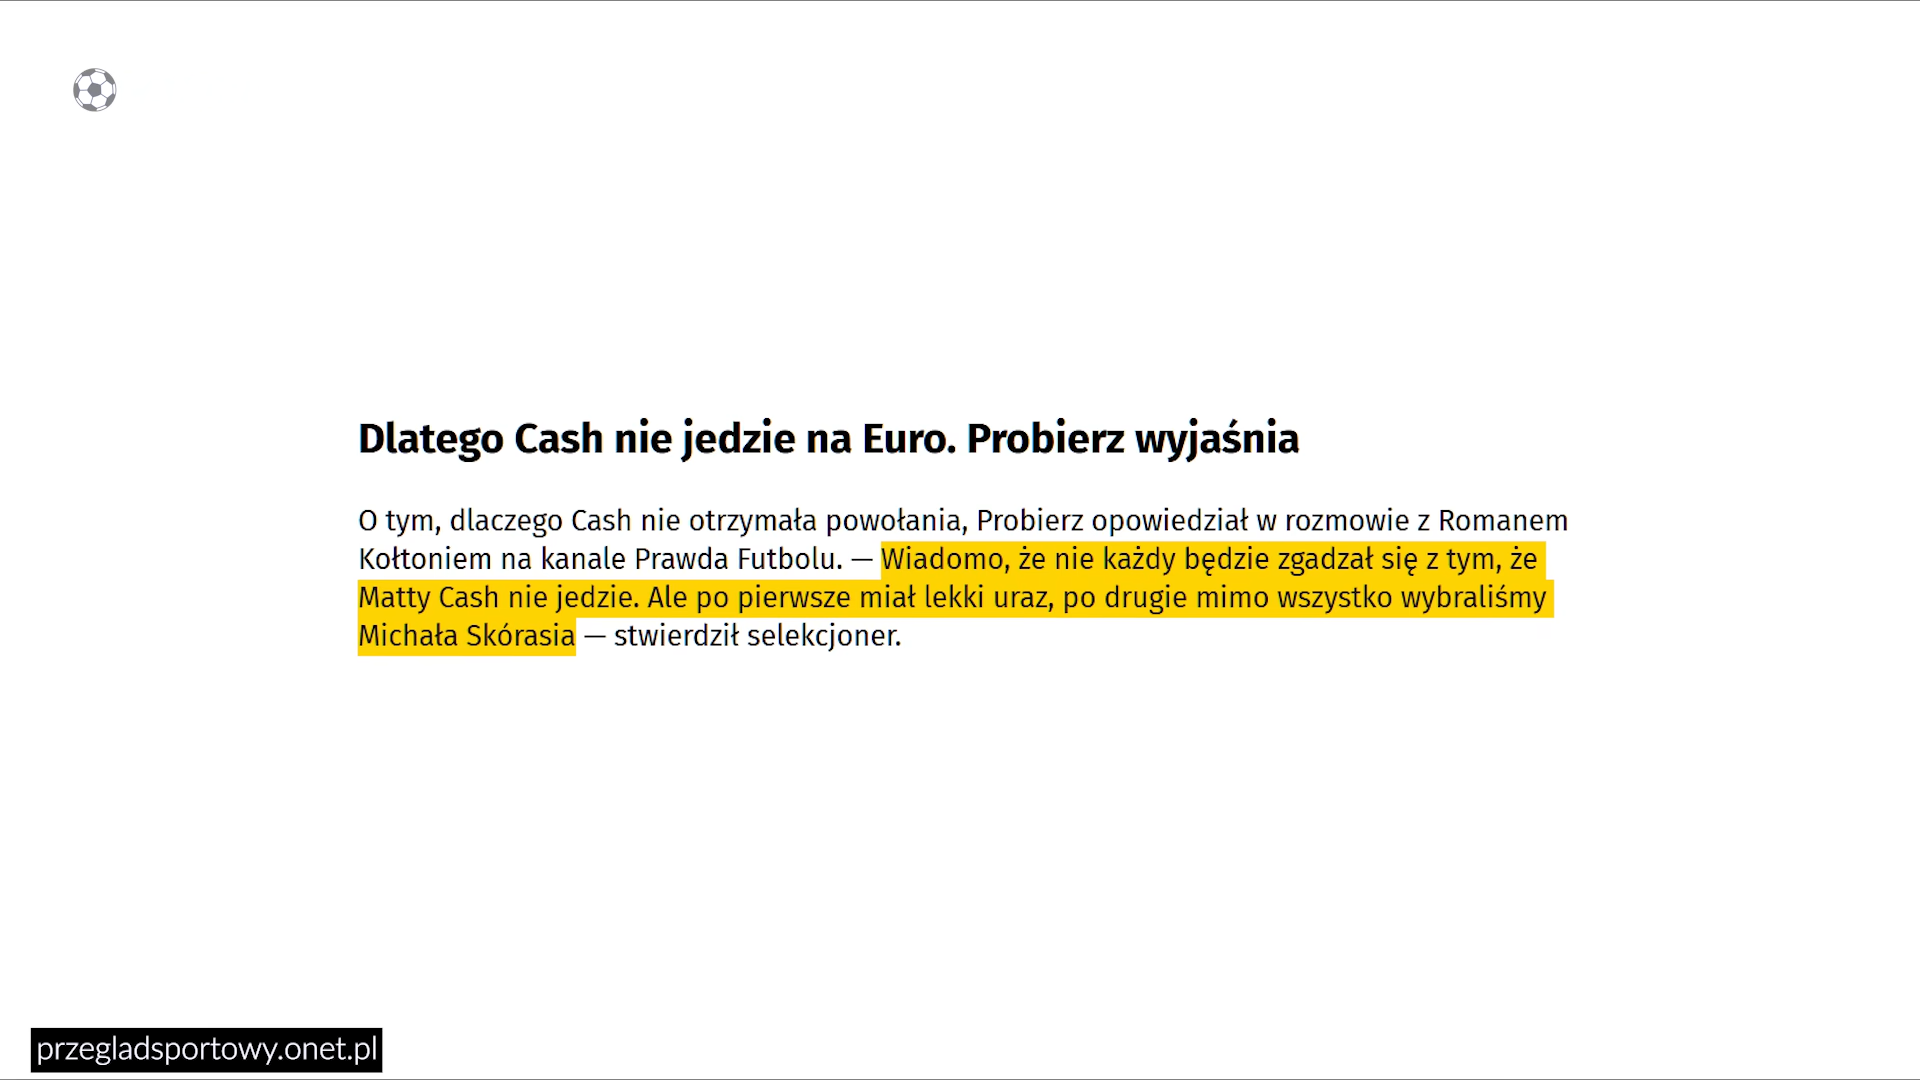 Dlatego Cash nie jedzie na Euro. Probierz wyjaśnia
O tym, dlaczego Cash nie otrzymała powołania, Probierz opowiedział w rozmowie z Romanem
Kołtoniem na kanale Prawda Futbolu. — Wiadomo, że nie każdy będzie zgadzał się z tym, że
Matty Cash nie jedzie. Ale po pierwsze miał lekki uraz, po drugie mimo wszystko wybraliśmy
Michała Skórasia — stwierdził selekcjoner.
przegladsportowy.onet.pl